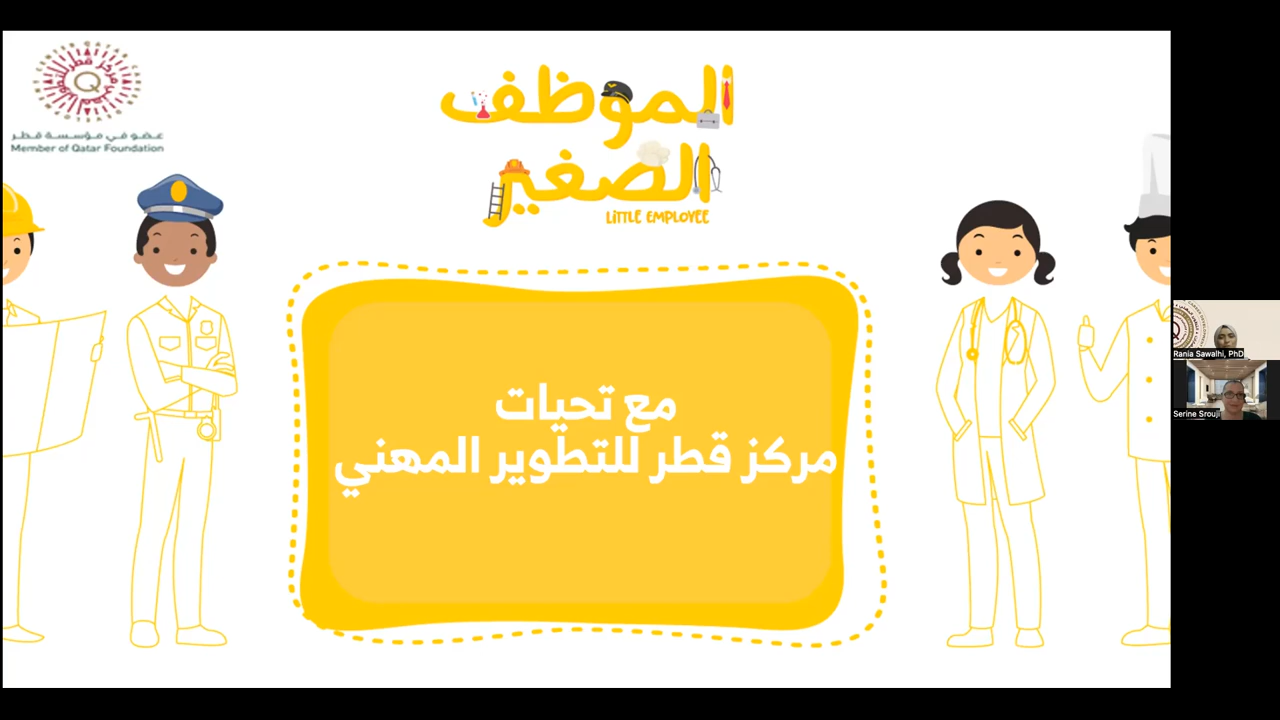 عضو في مؤسسة قطر
Member of Qatar Foundation
الموظف
الصغير
LITTLE EMPLOYEE
مع تحيات
مركز قطر للتطوير المهني
Rania Sawalhi, PhD
Serine Srouji